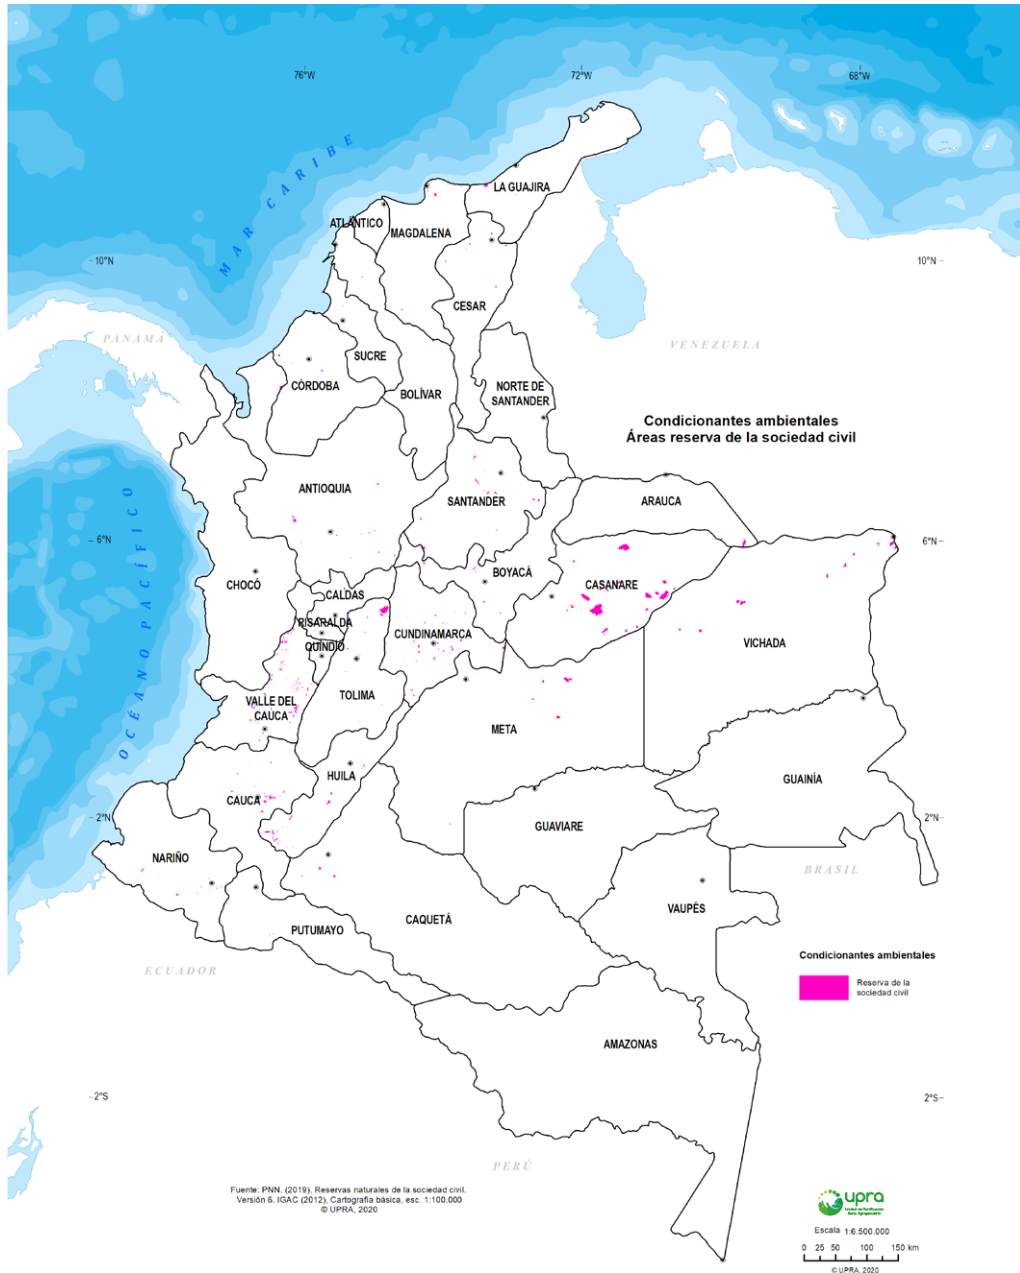 76°W
72°W
68°W
MAR CARIBE
LA GUAJIRA
ATLÁNTICO
MAGDALENA
10°N
10°N
CESAR
PANAMÁ
VENEZUELA
SUCRE
CÓRDOBA
BOLÍVAR
NORTE DE
SANTANDER
Condicionantes ambientales
Áreas reserva de la sociedad civil
ANTIOQUIA
SANTANDER
ARAUCA
OCÉANO PACÍFICO
6°N
6°N
CHOCÓ
BOYACÁ
CASANARE
CALDAS
RISARALDA
CUNDINAMARCA
QUINDÍO
VICHADA
TOLIMA
VALLE DEL
CAUCA
META
HUILA
GUAINÍA
CAUCA
2°N
2°N
GUAVIARE
NARIÑO
BRASIL
VAUPÉS
CAQUETÁ
PUTUMAYO
ECUADOR
Condicionantes ambientales
Reserva de la
sociedad civil
AMAZONAS
2°S
2°S
PERÚ
Fuente: PNN. (2019), Reservas naturales de la sociedad civil.
Versión 6. IGAC (2012), Cartografía básica, esc. 1:100.000
© UPRA, 2020
upra
Unidad de Planificación
Rural Agropecuaria
Escala 1:6.500.000
0 25 50 100 150 km
© UPRA, 2020